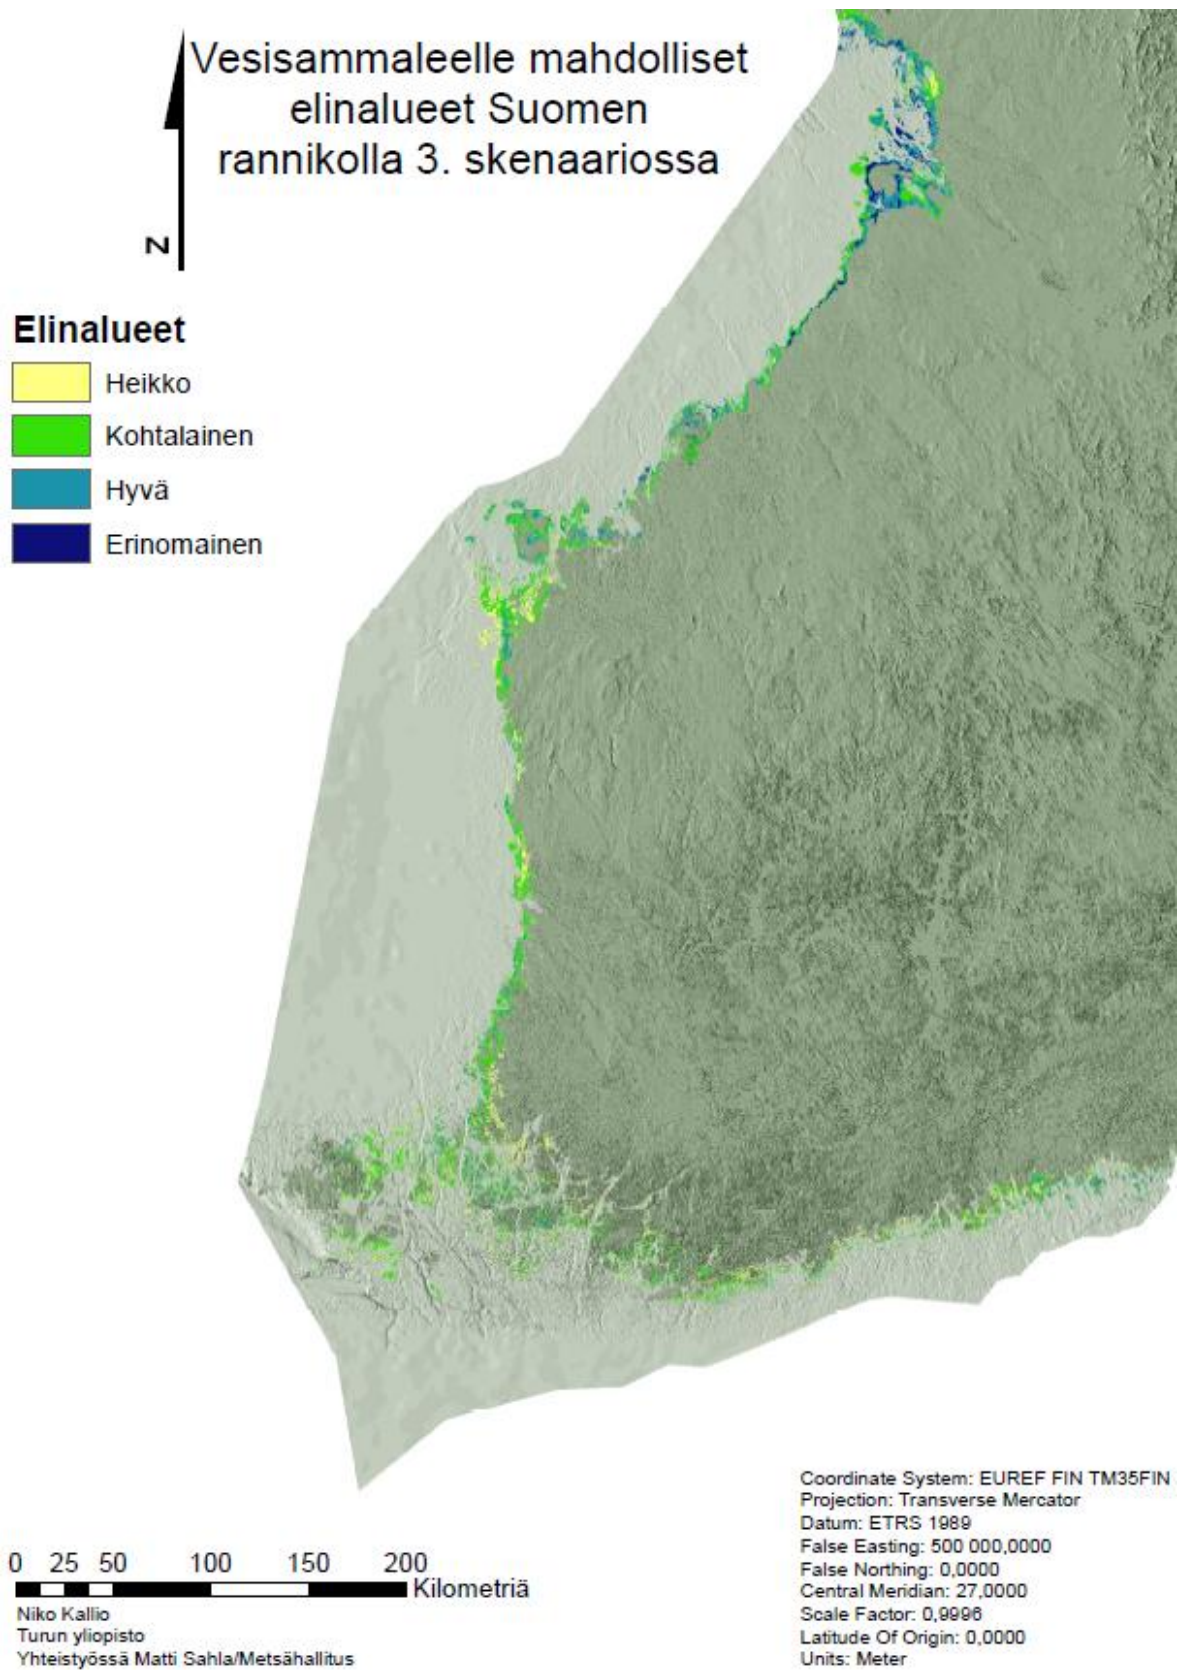 Vesisammaleelle mahdolliset
elinalueet Suomen
rannikolla 3. skenaariossa
N
Elinalueet
Heikko
Kohtalainen
Hyvä
Erinomainen
0 25 50 100 150 200
Kilometriä
Niko Kallio
Turun yliopisto
Yhteistyössä Matti Sahla/Metsähallitus
Coordinate System: EUREF FIN TM35FIN
Projection: Transverse Mercator
Datum: ETRS 1989
False Easting: 500 000,0000
False Northing: 0,0000
Central Meridian: 27,0000
Scale Factor: 0,9996
Latitude Of Origin: 0,0000
Units: Meter